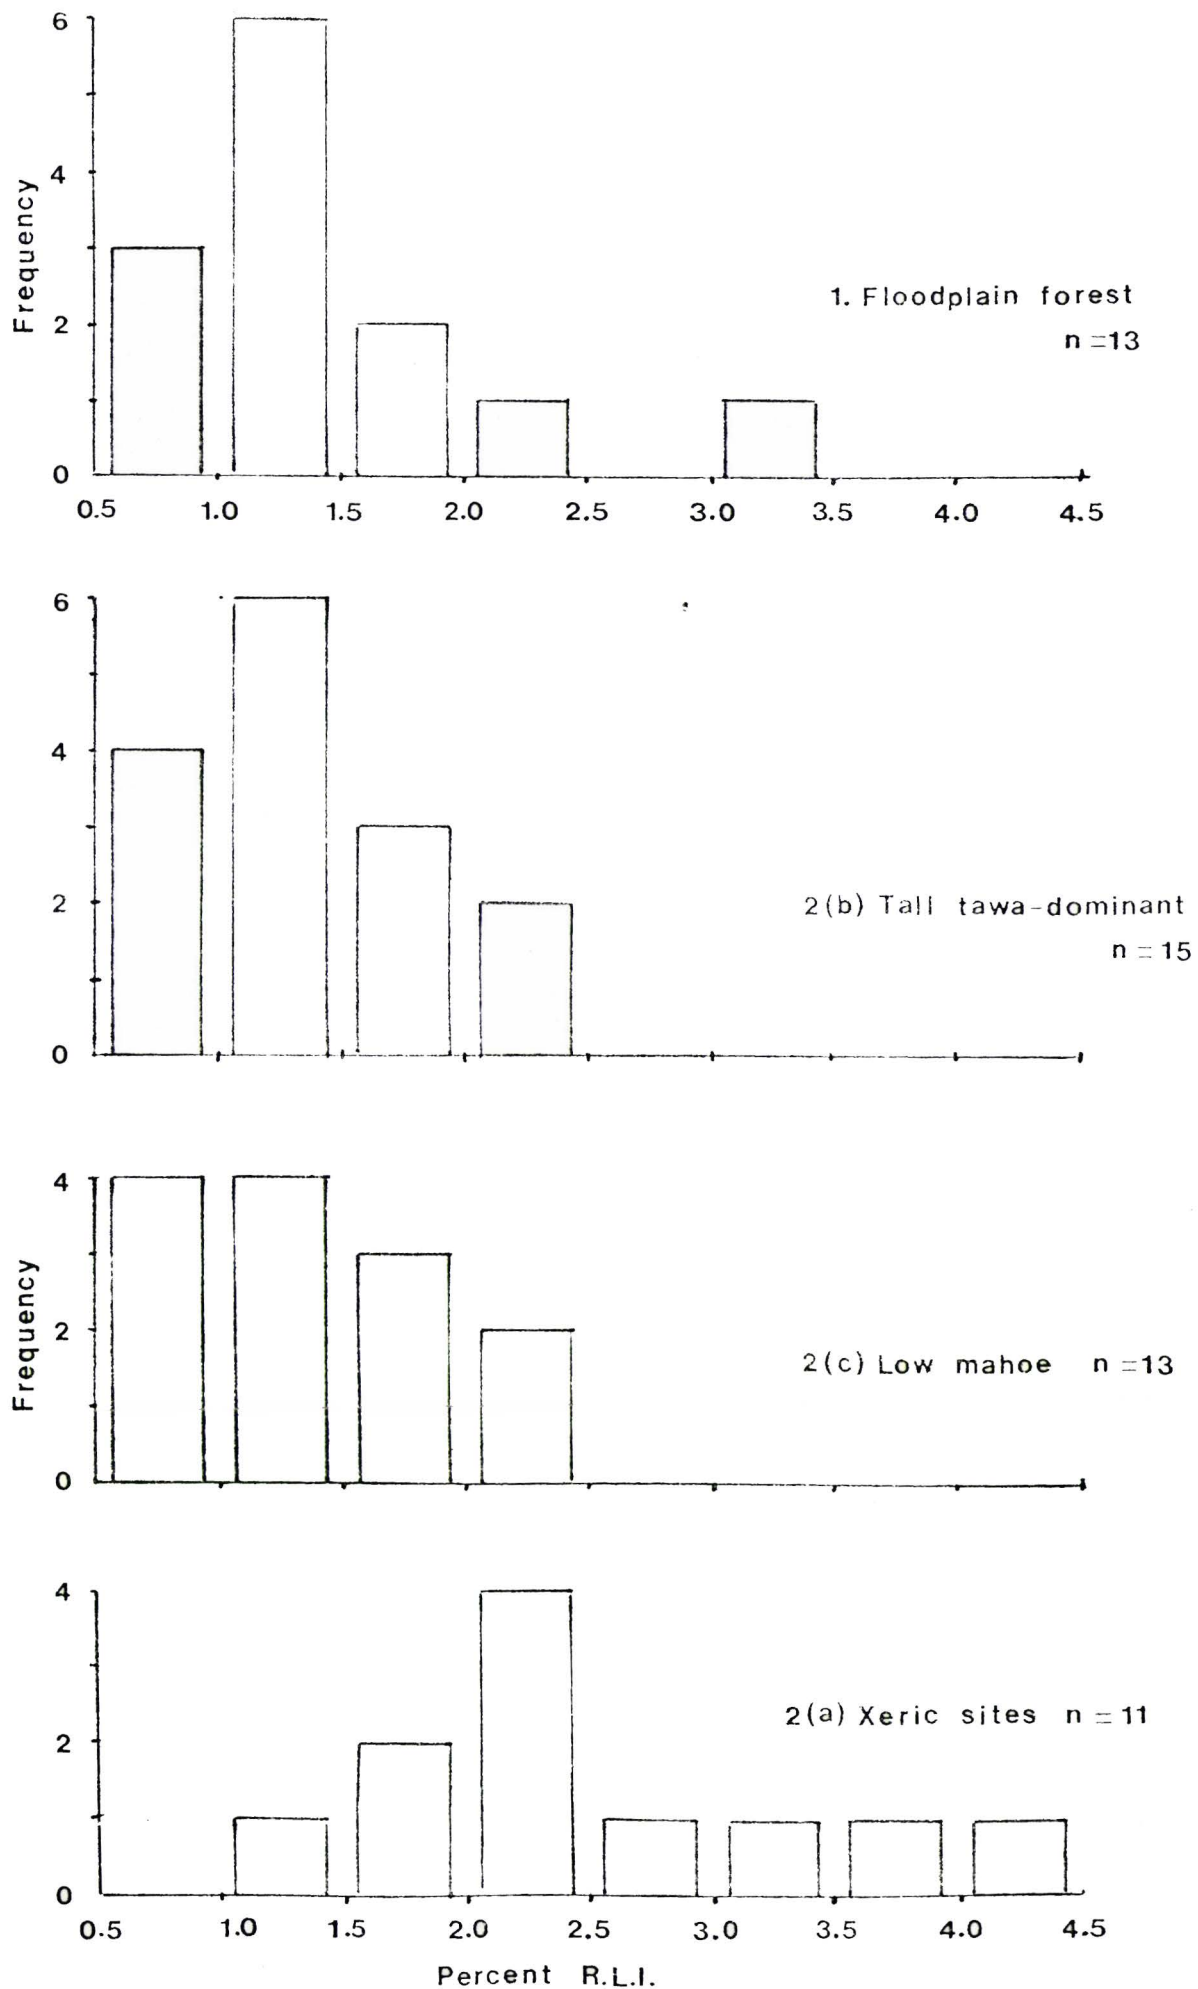 6
4
2
0
Frequency
1. Floodplain forest
n =13
0.5 1.0 1.5 2.0 2.5 3.0 3.5 4.0 4.5
6
4
2
0
2(b) Tall tawa-dominant
n = 15
4
2
0
Frequency
2(c) Low mahoe n =13
4
2
0
2(a) Xeric sites n = 11
0.5 1.0 1.5 2.0 2.5 3.0 3.5 4.0 4.5
Percent R.L.I.